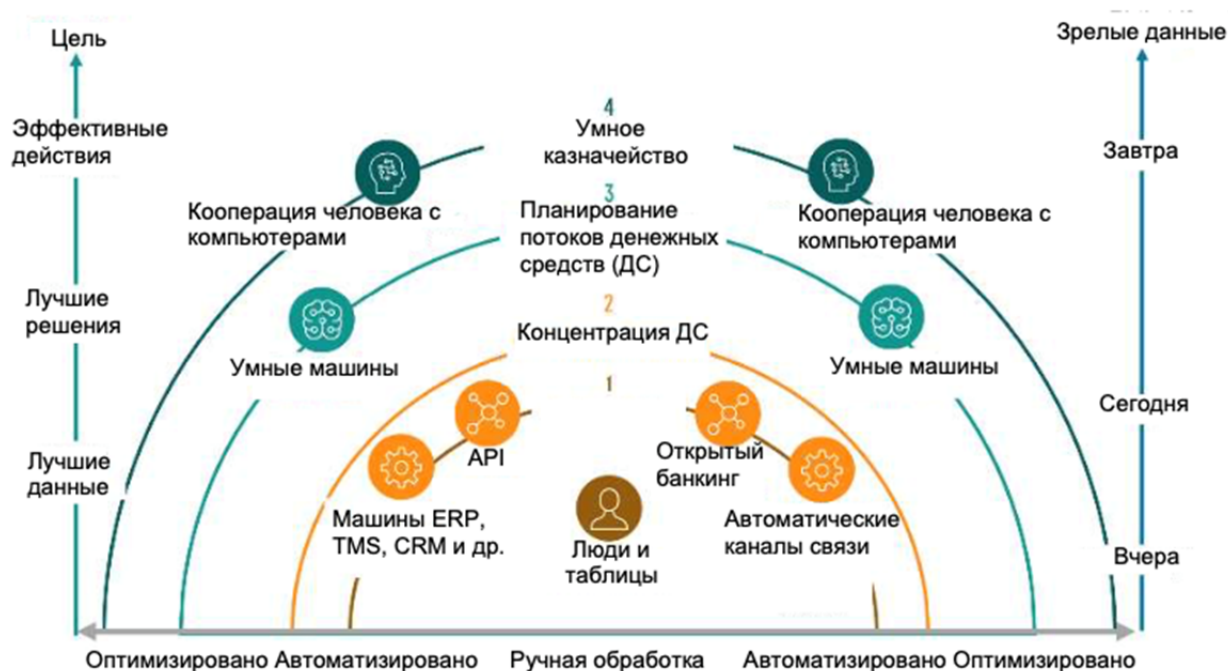 Цель
Зрелые данные
Эффективные
действия
4
Умное
казначейство
Завтра
Кооперация человека с
компьютерами
3
Планирование
потоков денежных
средств (ДС)
Кооперация человека с
компьютерами
Лучшие
решения
2
Концентрация ДС
Умные машины
Умные машины
1
Сегодня
API
Открытый
банкинг
Лучшие
данные
Машины ERP,
TMS, CRM и др.
Люди и
таблицы
Автоматические
каналы связи
Вчера
Оптимизировано Автоматизировано Ручная обработка Автоматизировано Оптимизировано